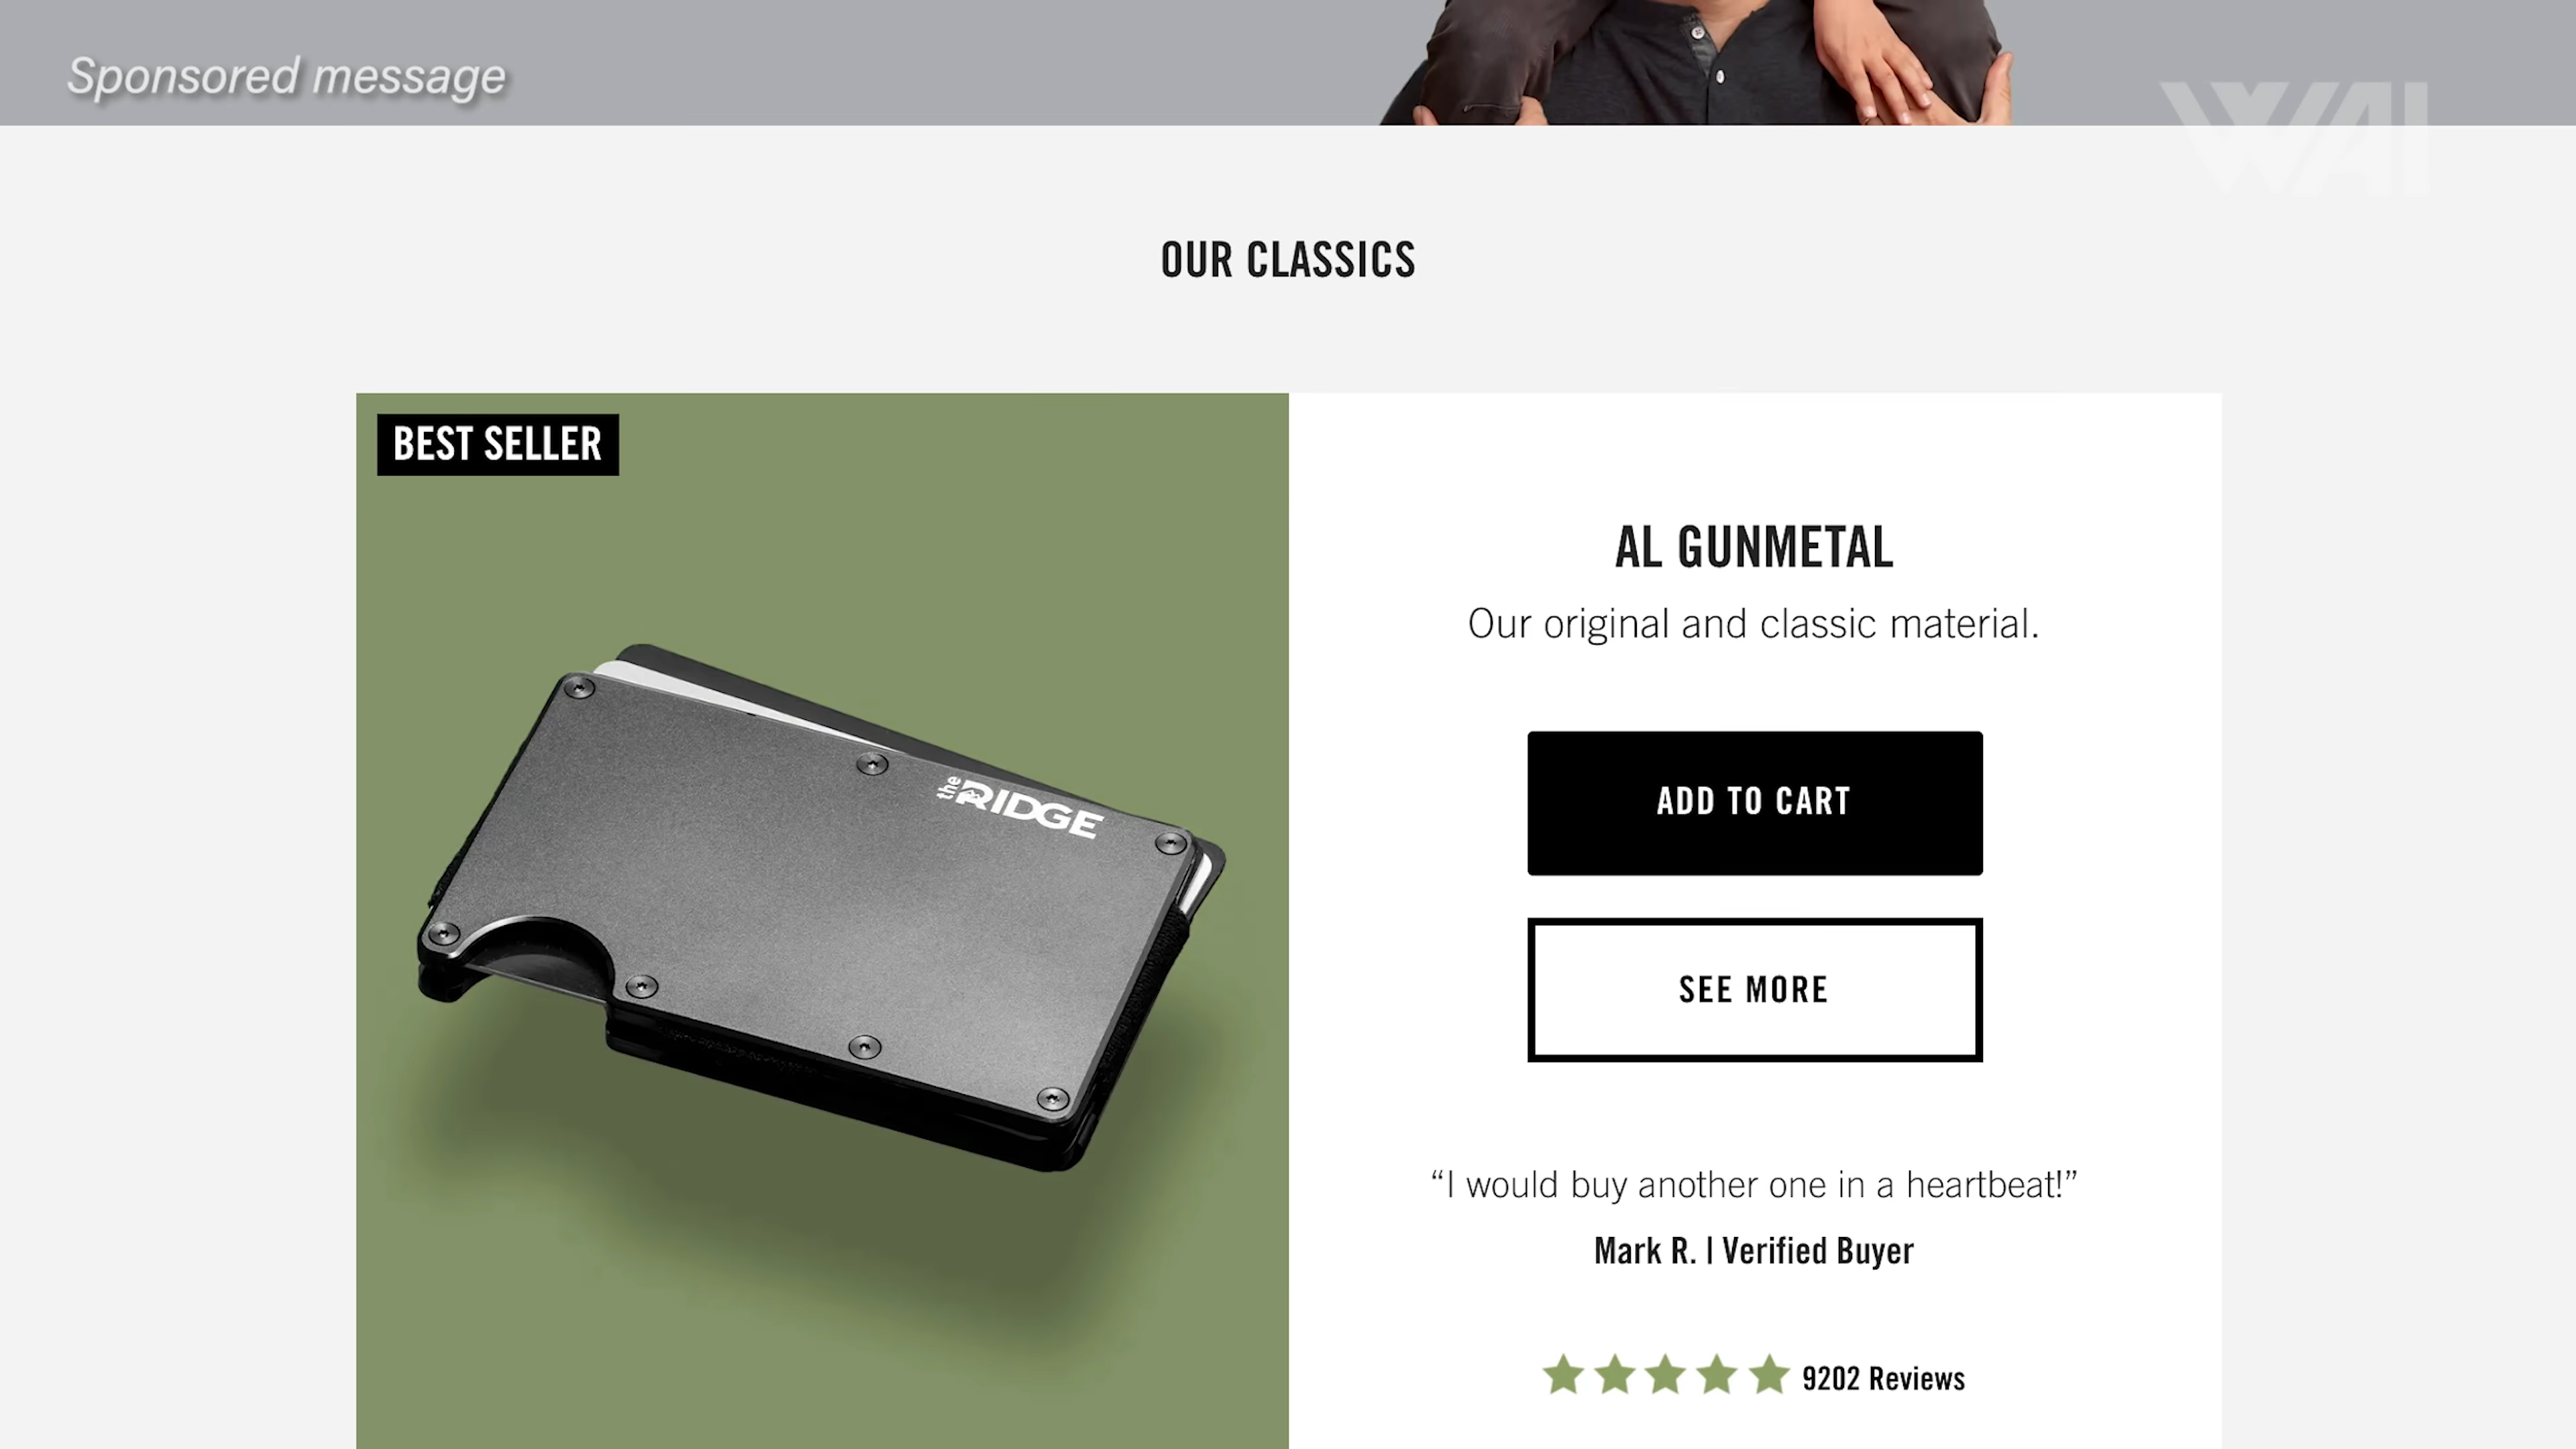 Sponsored message
WAI
OUR CLASSICS
BEST SELLER
the RIDGE
AL GUNMETAL
Our original and classic material.
ADD TO CART
SEE MORE
“I would buy another one in a heartbeat!”
Mark R. | Verified Buyer
9202 Reviews